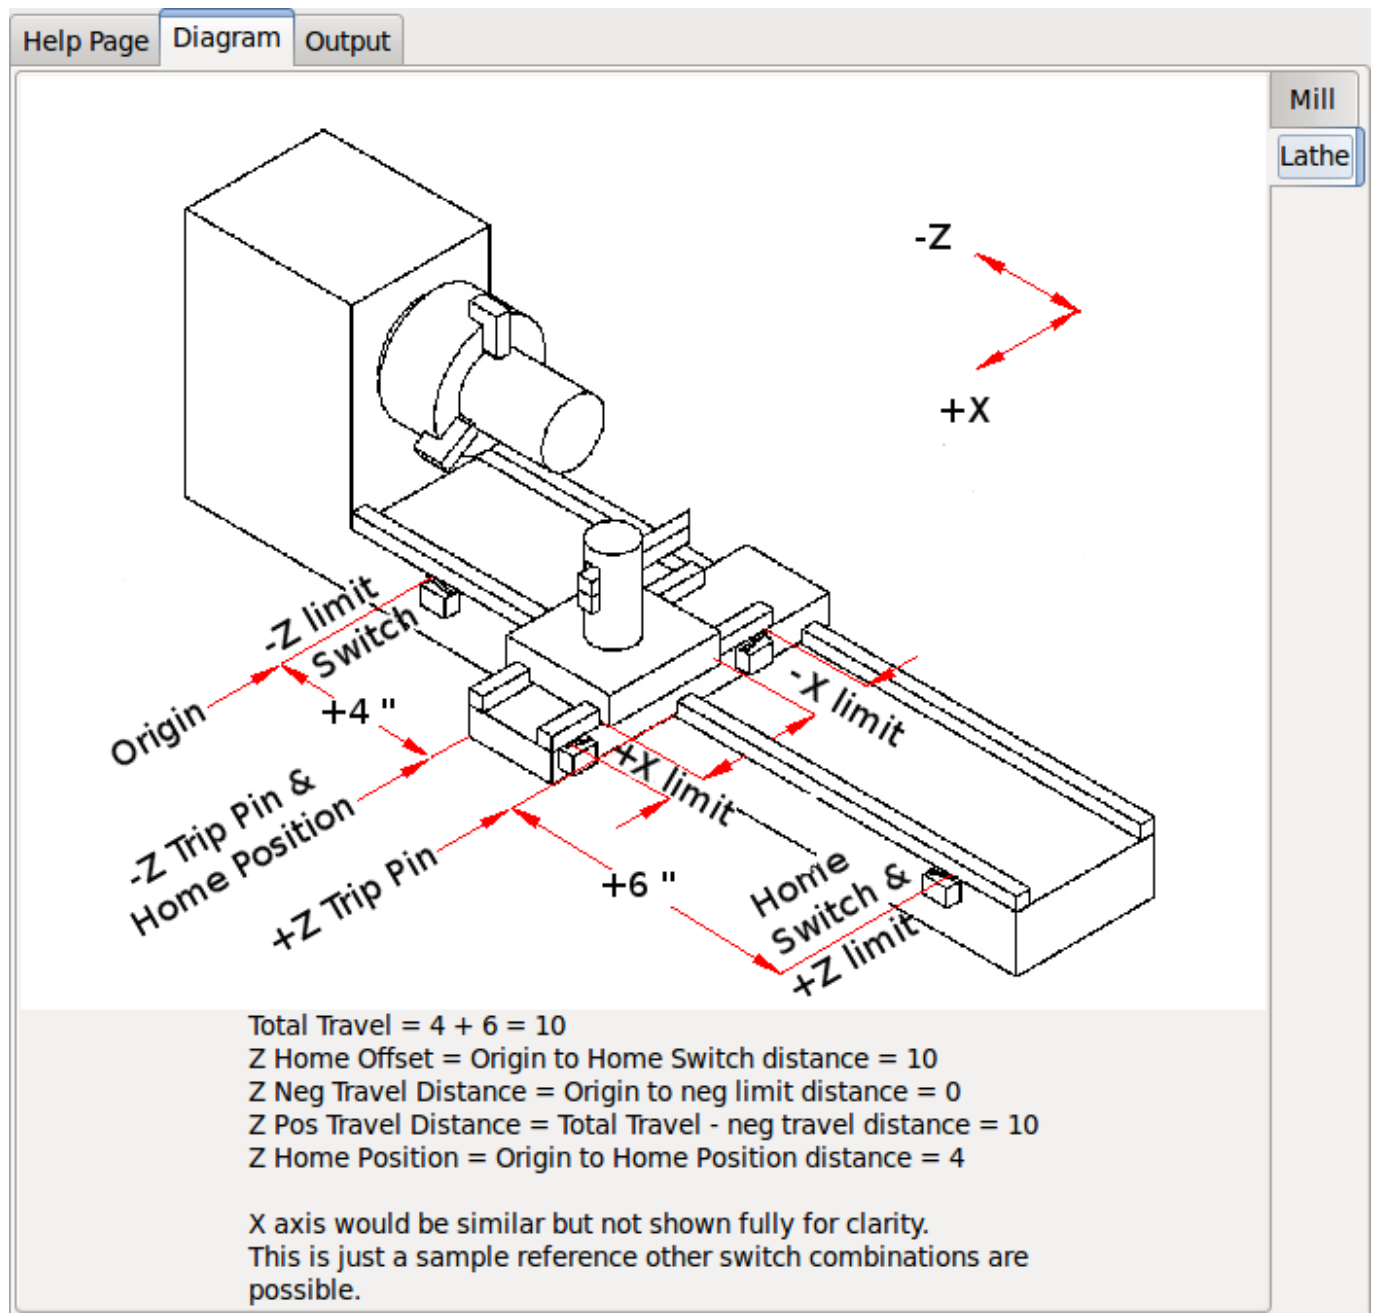 Help Page
Diagram
Output
Mill
Lathe
-Z
+X
-Z limit
Switch
Origin
+4 "
-X limit
+X limit
-Z Trip Pin &
Home Position
+Z Trip Pin
+6 "
Home
Switch &
+Z limit
Total Travel = 4 + 6 = 10
Z Home Offset = Origin to Home Switch distance = 10
Z Neg Travel Distance = Origin to neg limit distance = 0
Z Pos Travel Distance = Total Travel - neg travel distance = 10
Z Home Position = Origin to Home Position distance = 4
X axis would be similar but not shown fully for clarity.
This is just a sample reference other switch combinations are
possible.